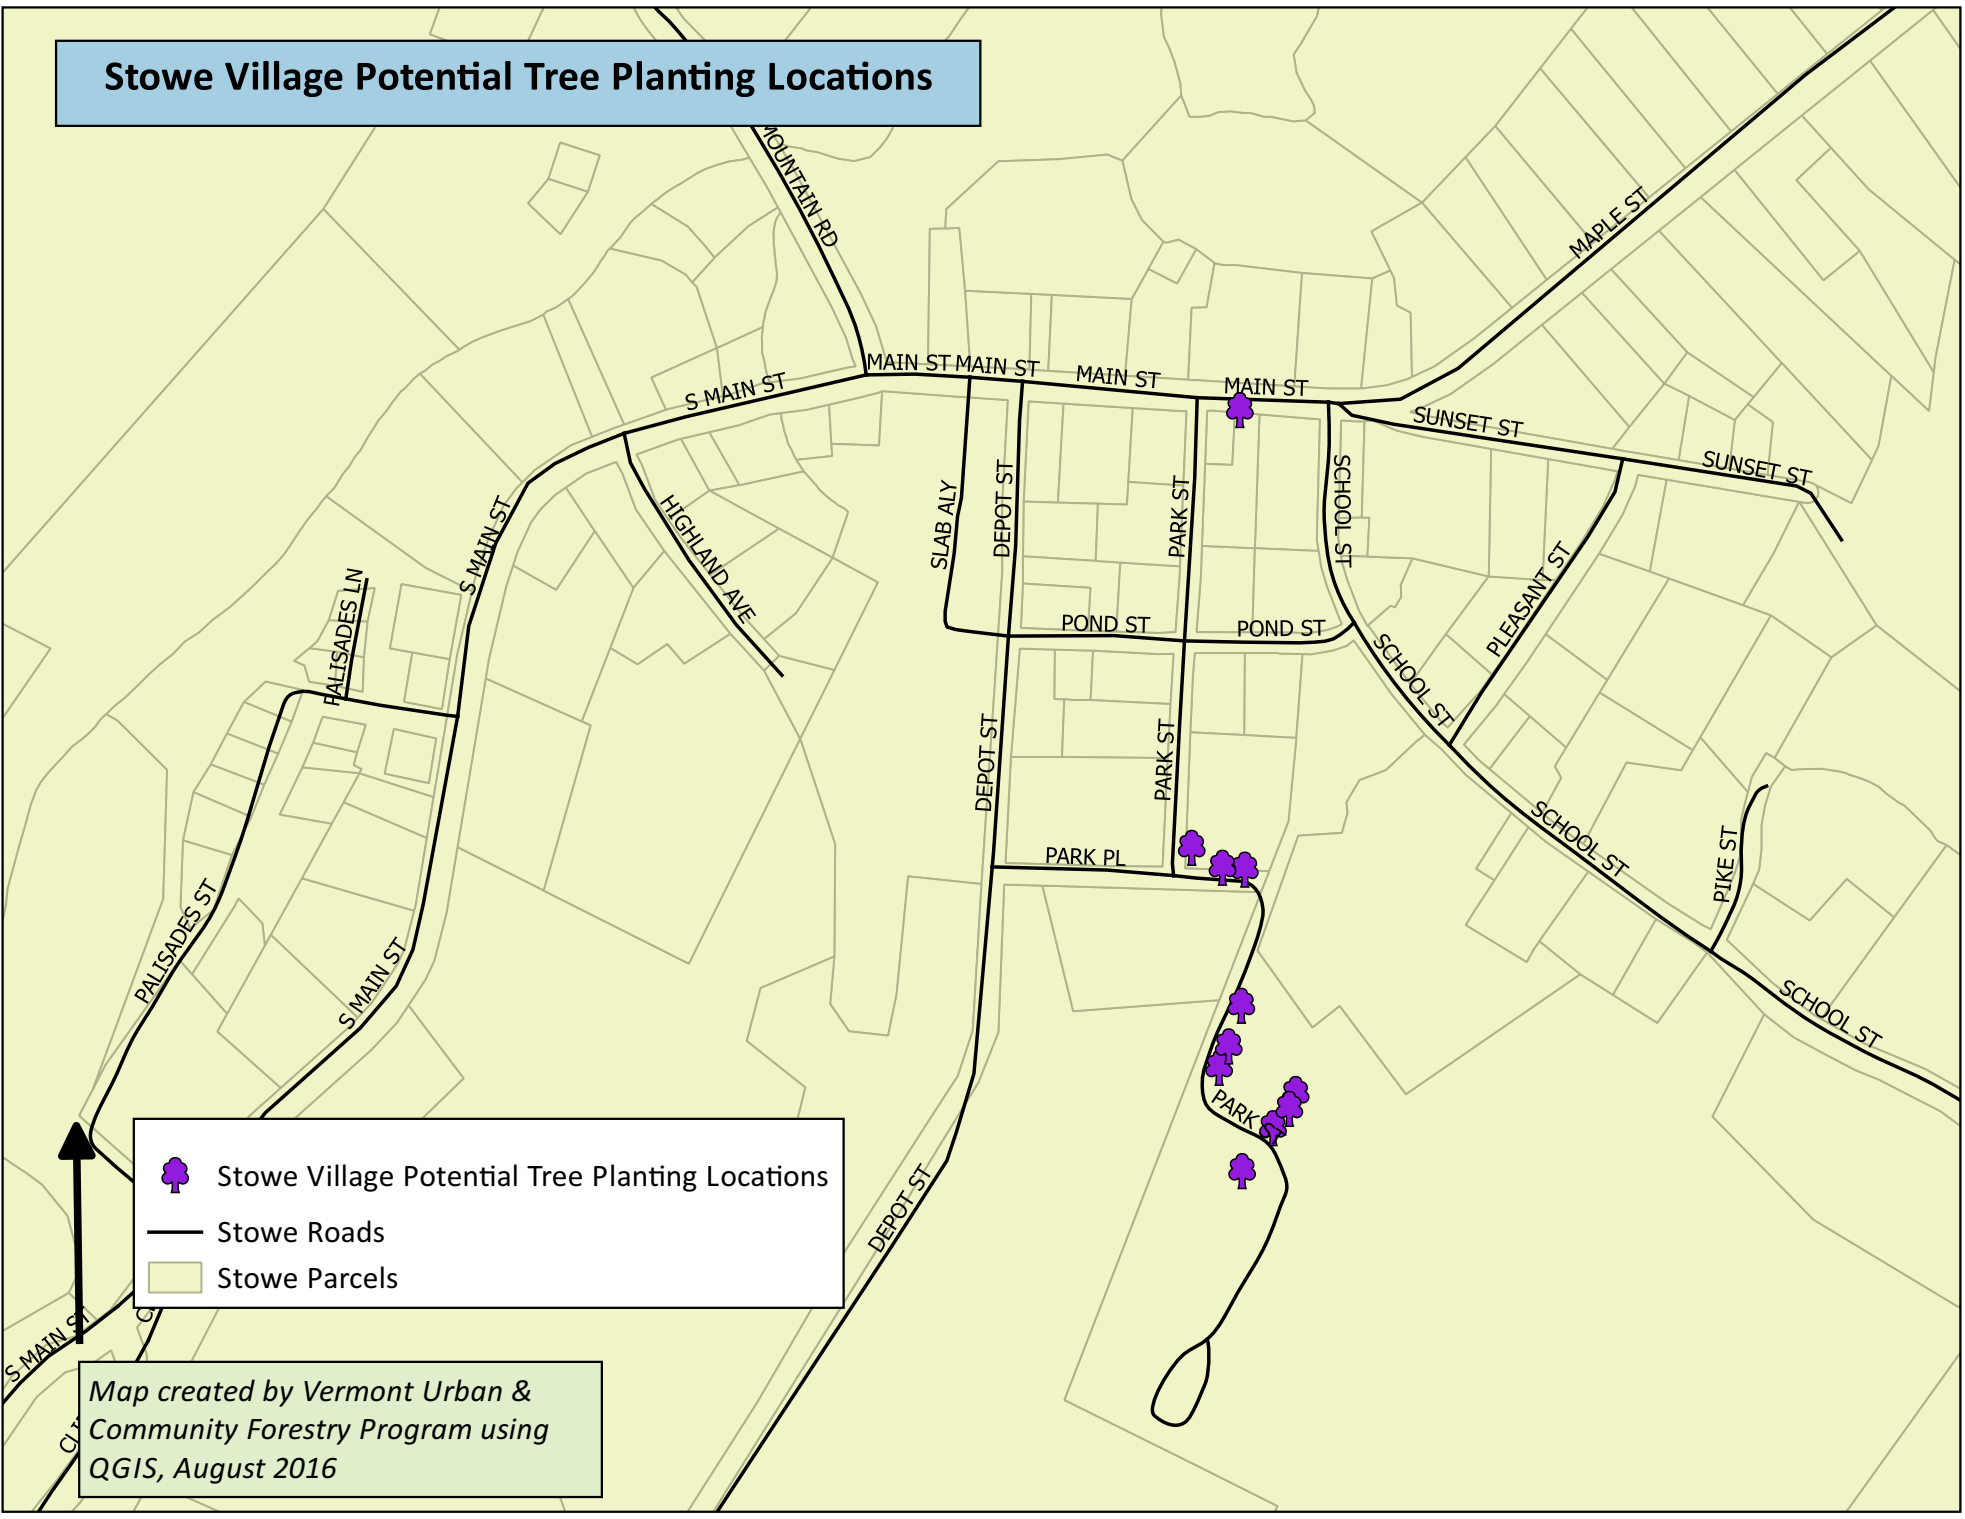 Stowe Village Potential Tree Planting Locations
MOUNTAIN RD
MAPLE ST
MAIN ST
MAIN ST
MAIN ST
MAIN ST
S MAIN ST
SUNSET ST
SUNSET ST
S MAIN ST
HIGHLAND AVE
SLAB ALY
DEPOT ST
PARK ST
SCHOOL ST
PLEASANT ST
PALISADES LN
POND ST
POND ST
SCHOOL ST
DEPOT ST
PARK ST
SCHOOL ST
PIKE ST
PARK PL
PALISADES ST
S MAIN ST
SCHOOL ST
PARK
DEPOT ST
Stowe Village Potential Tree Planting Locations
Stowe Roads
Stowe Parcels
S MAIN ST
Map created by Vermont Urban &
Community Forestry Program using
QGIS, August 2016